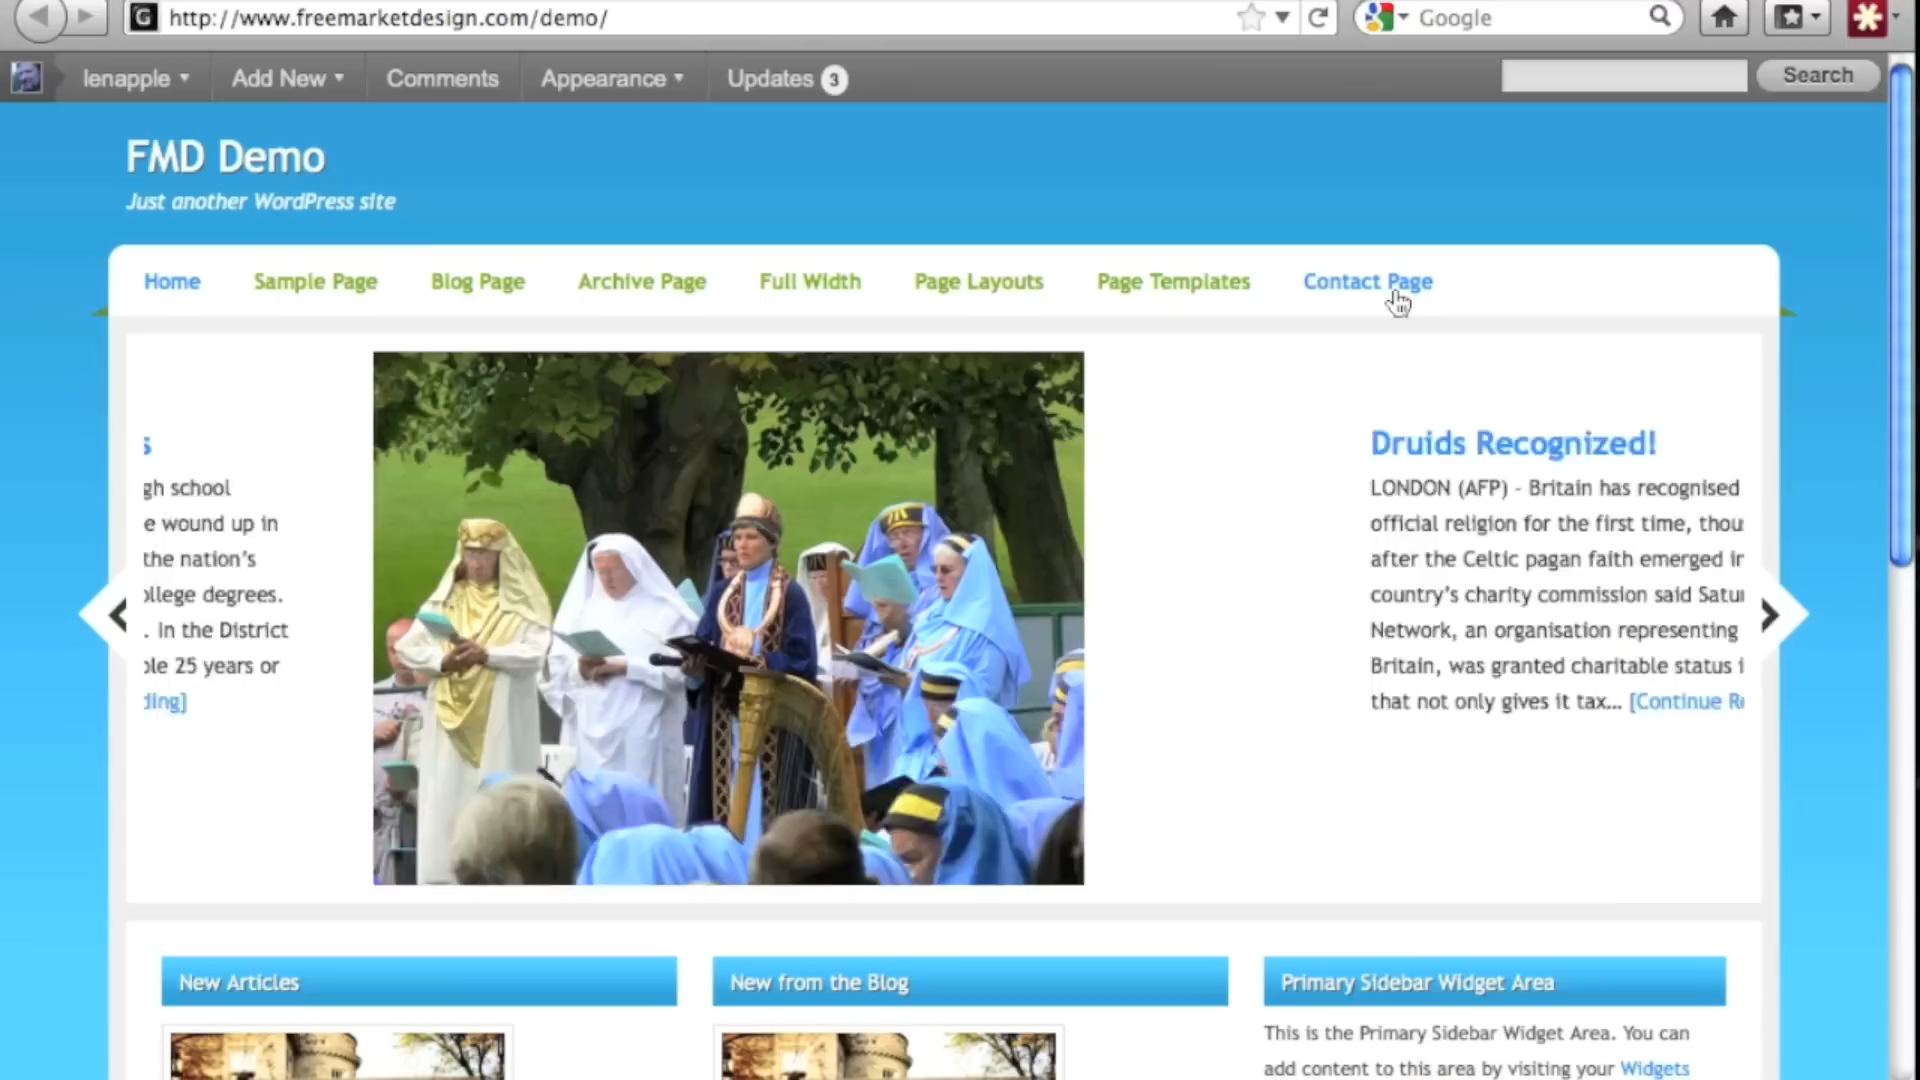 http://www.freemarketdesign.com/demo/
Google
lenapple
Add New
Comments
Appearance
Updates 3
Search
FMD Demo
Just another WordPress site
Home
Sample Page
Blog Page
Archive Page
Full Width
Page Layouts
Page Templates
Contact Page
s
gh school
e wound up in
the nation's
ollege degrees.
. In the District
ple 25 years or
ding]
Druids Recognized!
LONDON (AFP) - Britain has recognised
official religion for the first time, thou
after the Celtic pagan faith emerged in
country's charity commission said Satur
Network, an organisation representing
Britain, was granted charitable status i
that not only gives it tax... [Continue Re
New Articles
New from the Blog
Primary Sidebar Widget Area
This is the Primary Sidebar Widget Area. You can
add content to this area by visiting your Widgets